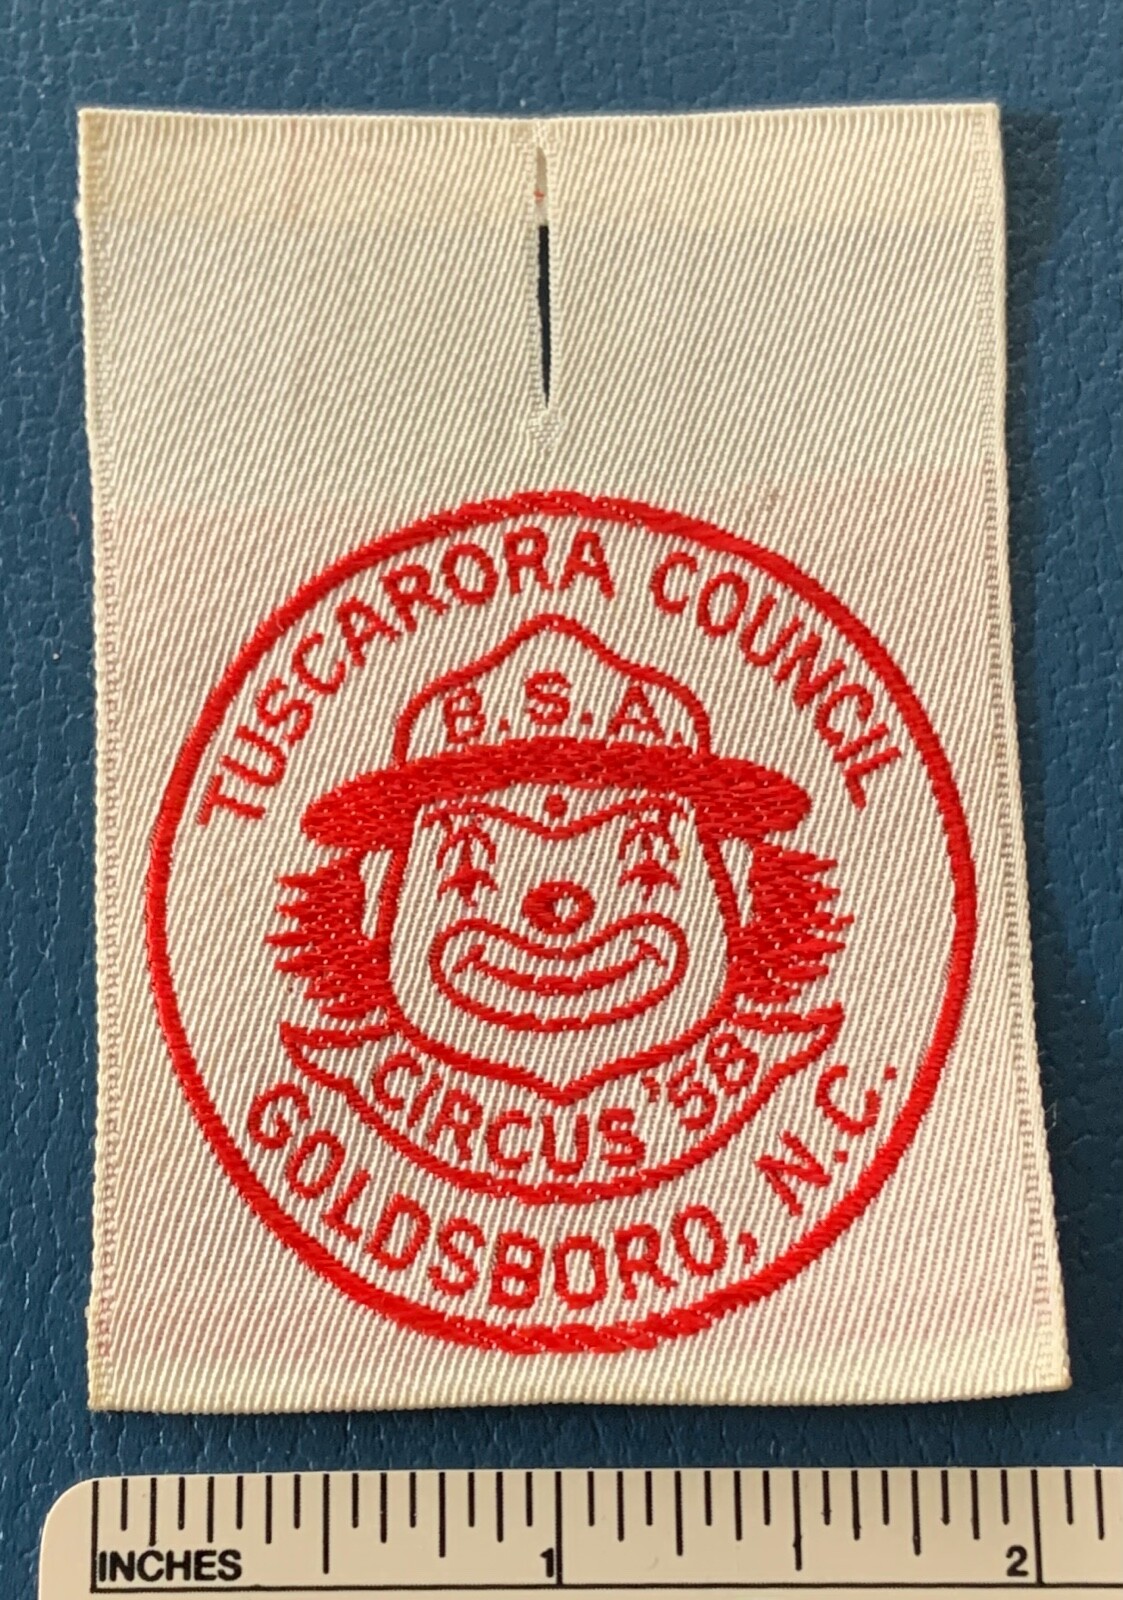 TUSCARORA COUNCIL
B.S.A.
CIRCUS '58
GOLDSBORO, N.C.
1 2
INCHES